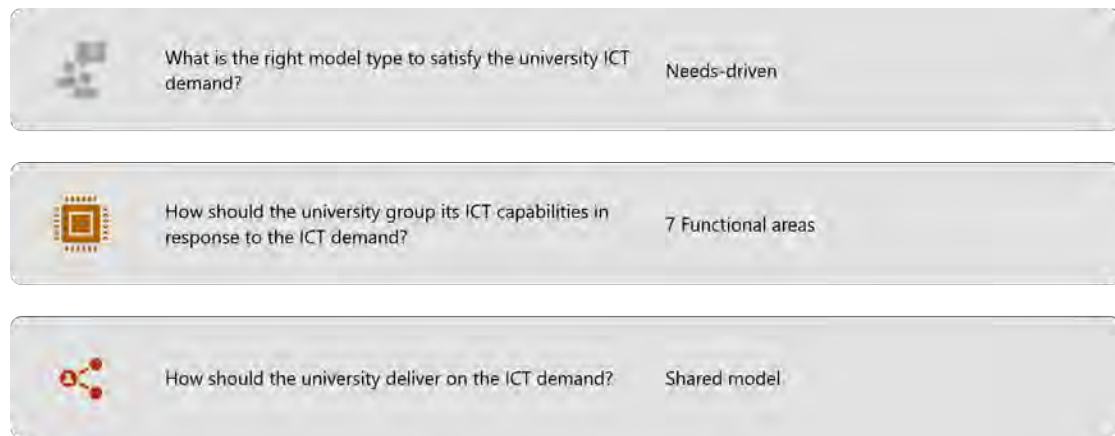 What is the right model type to satisfy the university ICT
demand?
Needs-driven
How should the university group its ICT capabilities in
response to the ICT demand?
7 Functional areas
How should the university deliver on the ICT demand?
Shared model